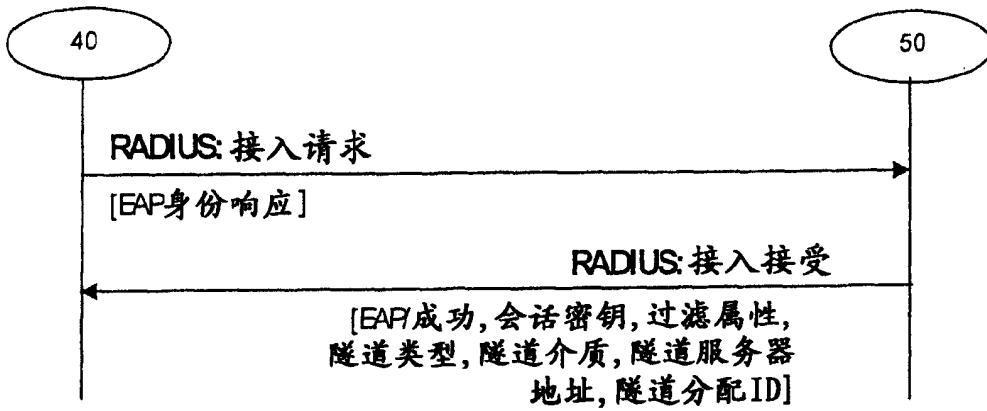 40
50
RADIUS:接入请求
[EAP身份响应]
RADIUS:接入接受
[EAP/成功,会话密钥,过滤属性,
隧道类型,隧道介质,隧道服务器
地址,隧道分配ID]